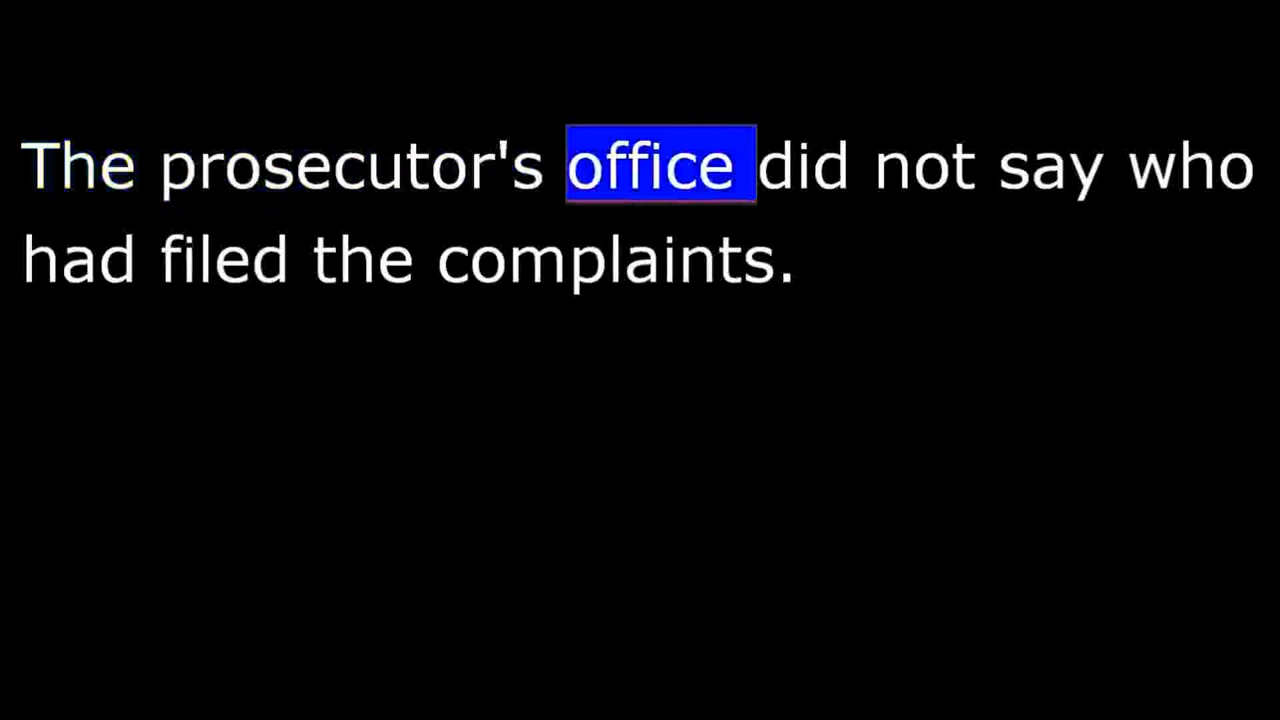 The prosecutor's office did not say who
had filed the complaints.